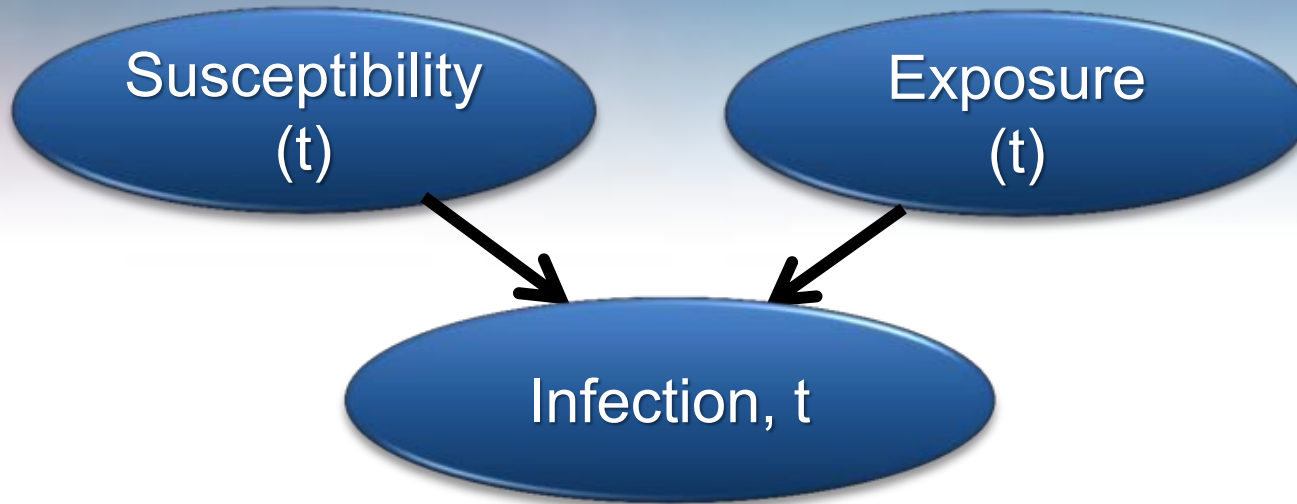 Susceptibility
(t)
Exposure
(t)
Infection, t